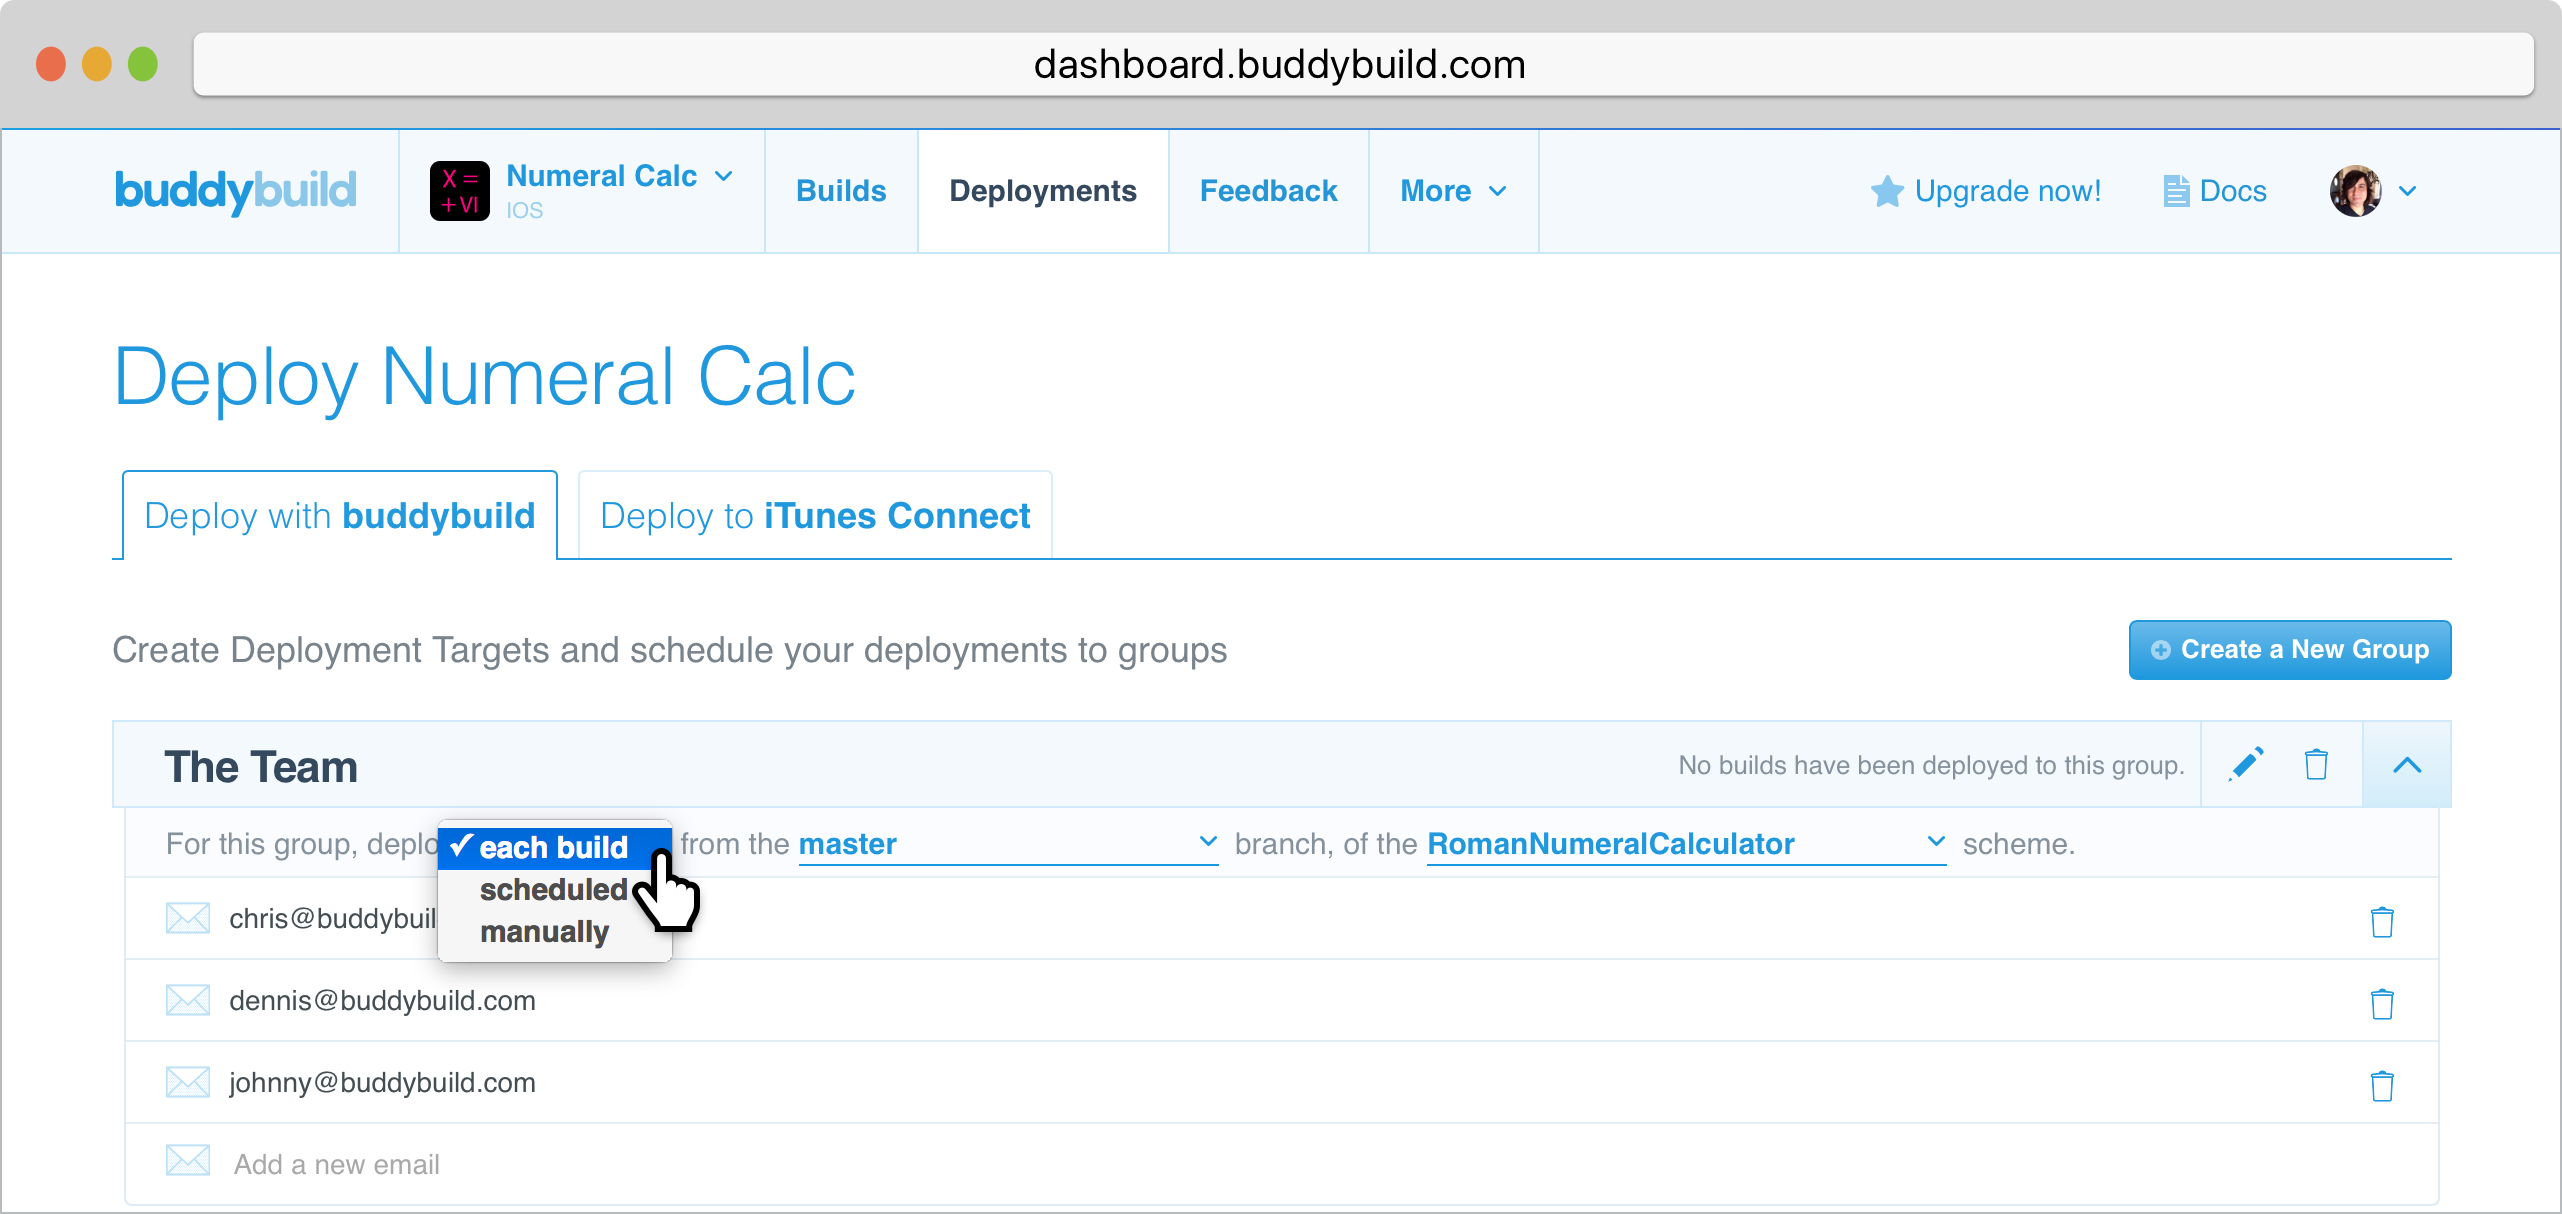 dashboard.buddybuild.com
buddybuild
X =
+ VI
Numeral Calc
IOS
Builds
Deployments
Feedback
More
Upgrade now!
Docs
Deploy Numeral Calc
Deploy with buddybuild
Deploy to iTunes Connect
Create Deployment Targets and schedule your deployments to groups
Create a New Group
The Team
No builds have been deployed to this group.
For this group, deplo
each build
scheduled
manually
from the master branch, of the RomanNumeralCalculator scheme.
chris@buddybuil
dennis@buddybuild.com
johnny@buddybuild.com
Add a new email